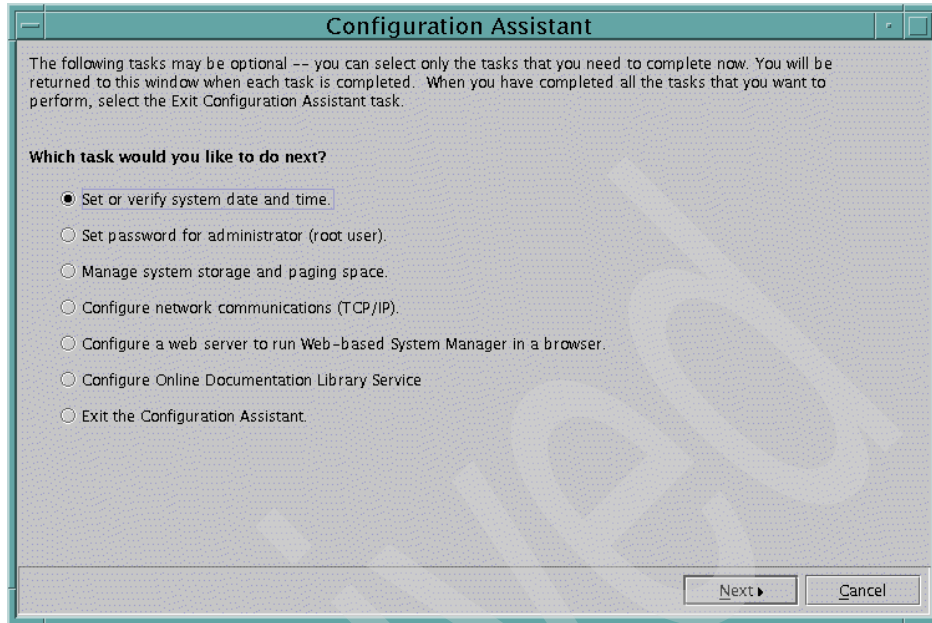 Configuration Assistant
The following tasks may be optional -- you can select only the tasks that you need to complete now. You will be
returned to this window when each task is completed.  When you have completed all the tasks that you want to
perform, select the Exit Configuration Assistant task.
Which task would you like to do next?
Set or verify system date and time.
Set password for administrator (root user).
Manage system storage and paging space.
Configure network communications (TCP/IP).
Configure a web server to run Web-based System Manager in a browser.
Configure Online Documentation Library Service
Exit the Configuration Assistant.
Next
Cancel